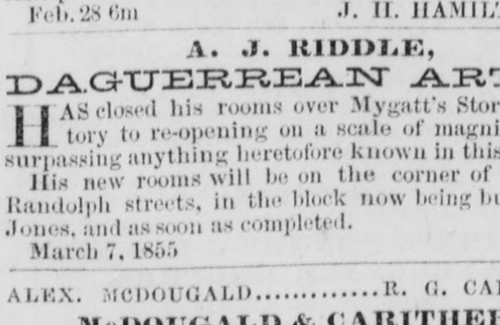 Feb. 28 6m J. H. HAMIL
A. J. RIDDLE,
DAGUERREAN ART
HAS closed his rooms over Mygatt's Stor
tory to re-opening on a scale of magni
surpassing anything heretofore known in this
His new rooms will be on the corner of
Randolph streets, in the block now being bu
Jones, and as soon as completed.
March 7, 1855
ALEX. MCDOUGALD............R. G. CA
McDOUGALD & CARITHE